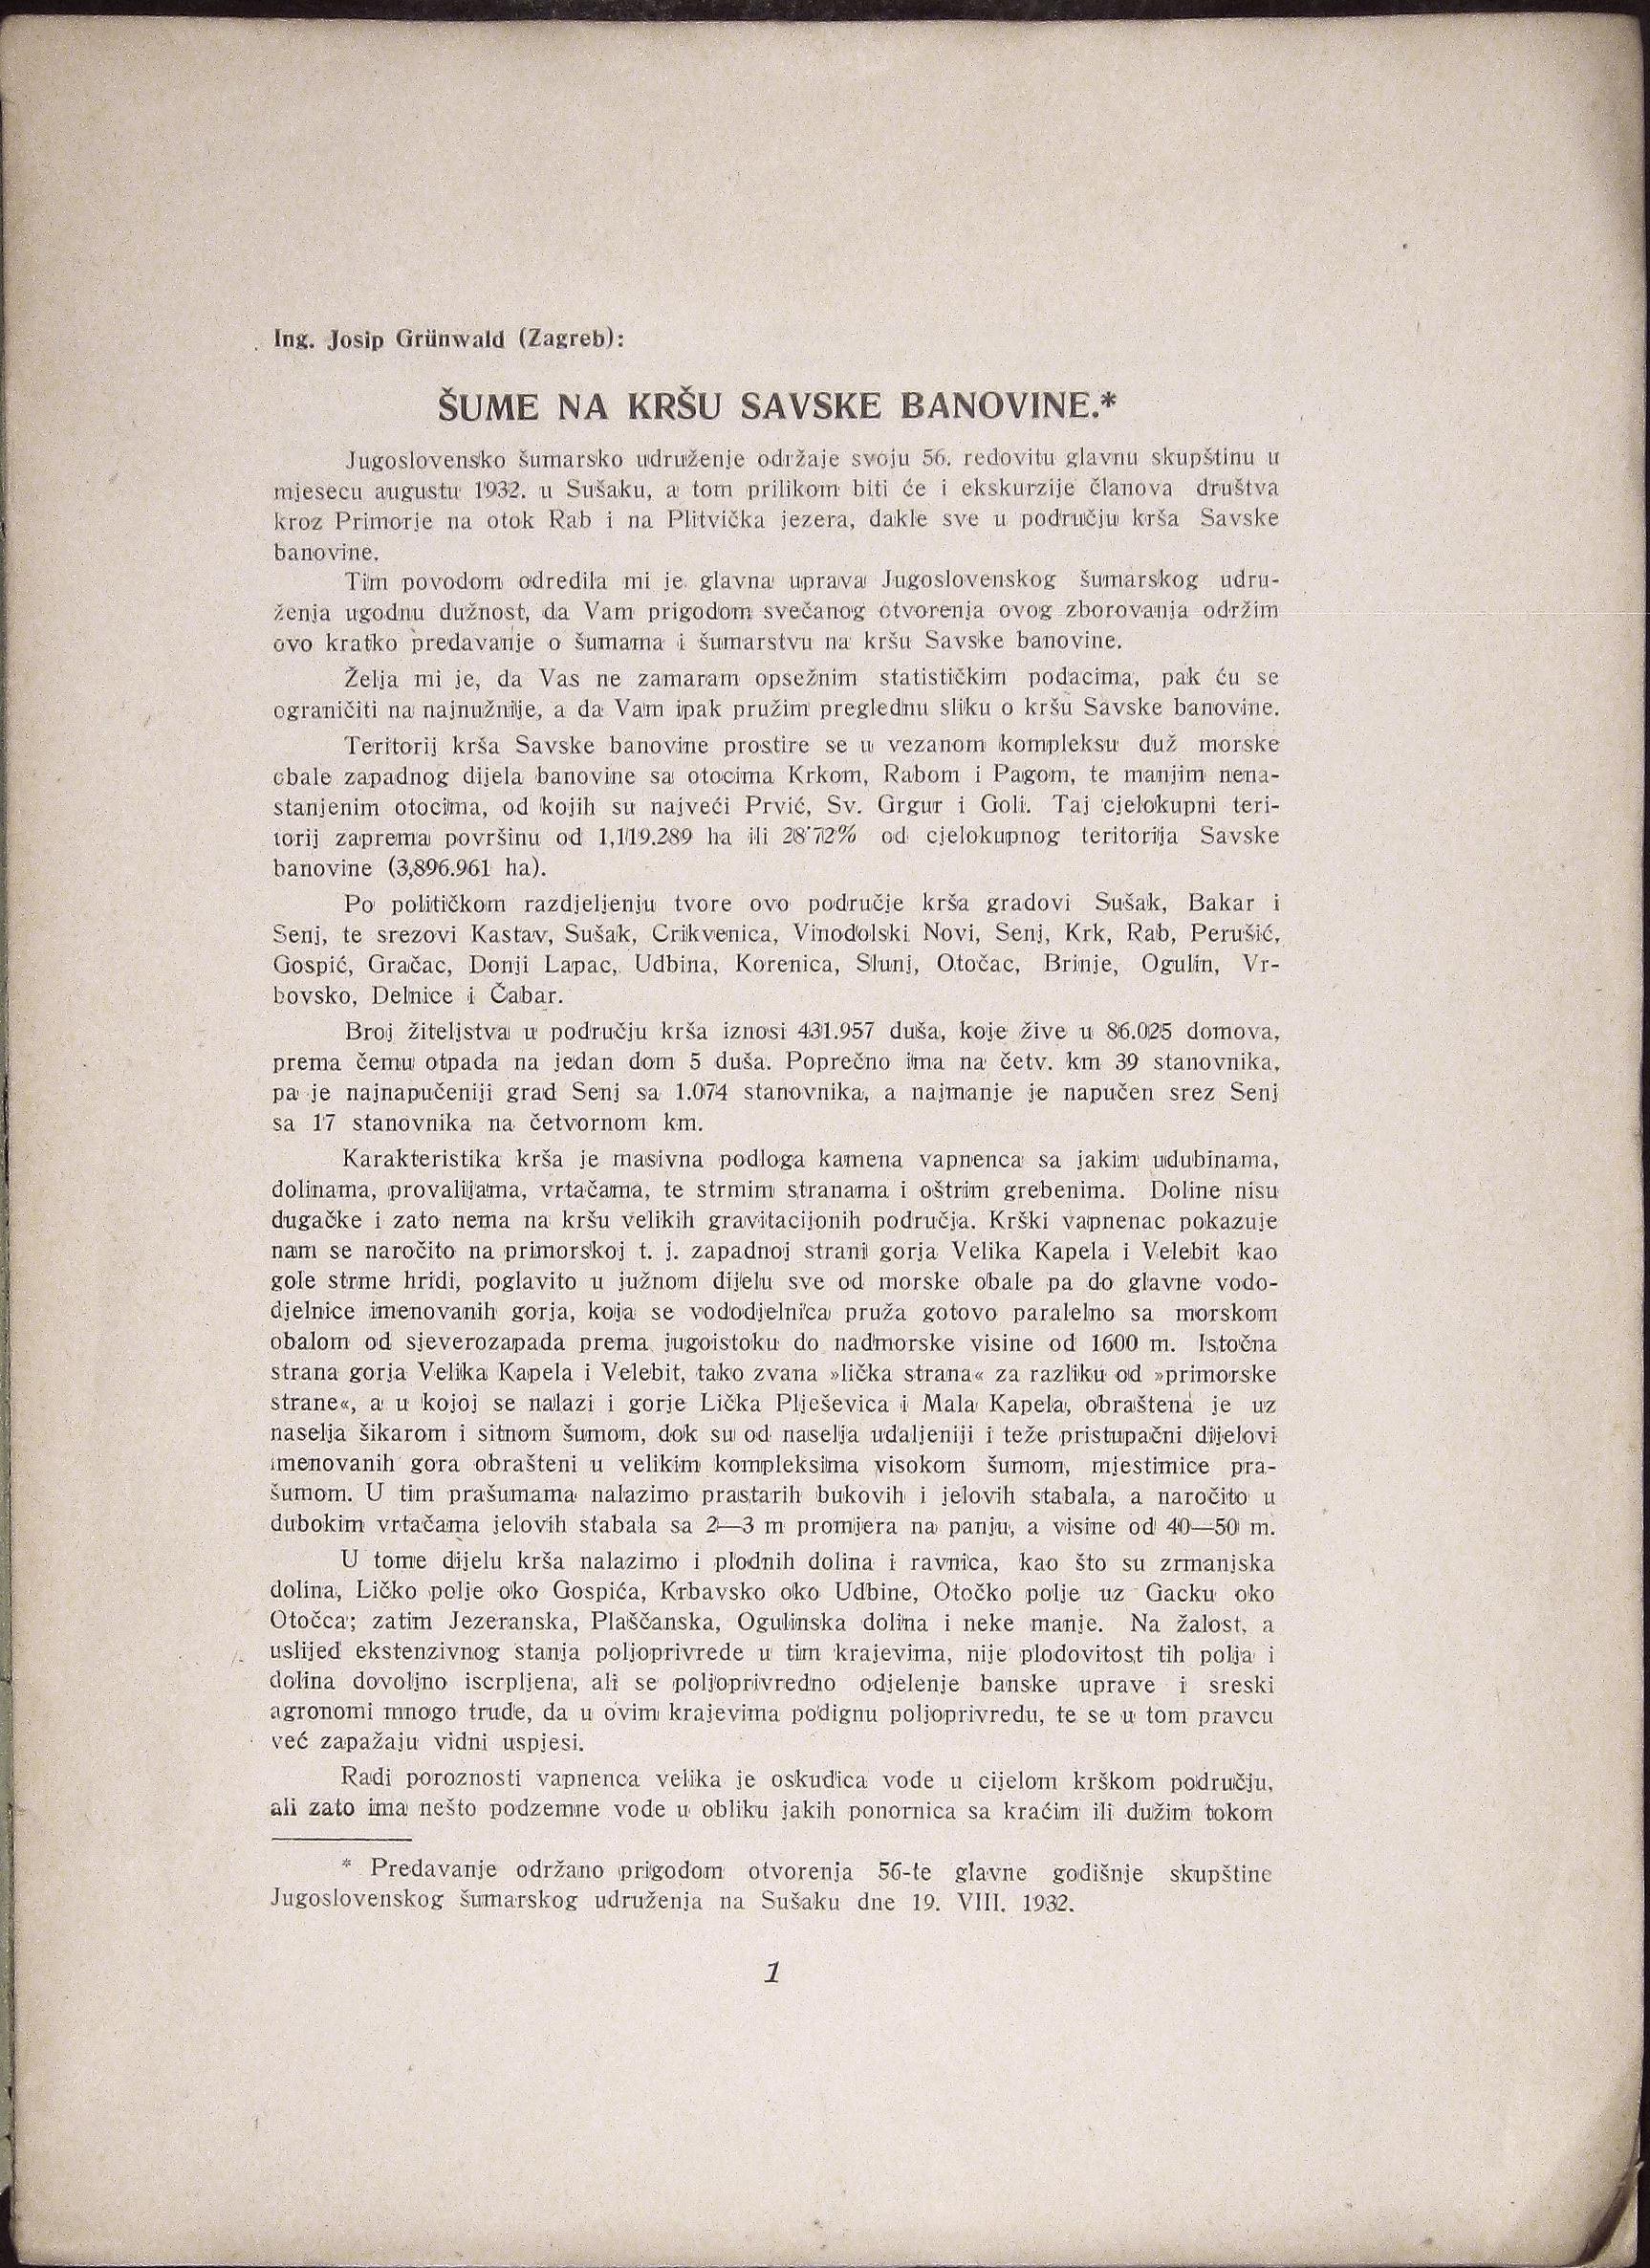 Ing. Josip Grünwald (Zagreb):
ŠUME NA KRŠU SAVSKE BANOVINE.*
Jugoslovensko šumarsko udruženje održaje svoju 56. redovitu glavnu skupštinu u
mjesecu augustu 1932. u Sušaku, a tom prilikom biti će i ekskurzije članova društva
kroz Primorje na otok Rab i na Plitvička jezera, dakle sve u području krša Savske
banovine.
Tim povodom odredila mi je glavna uprava Jugoslovenskog šumarskog udru-
ženja ugodnu dužnost, da Vam prigodom svečanog otvorenja ovog zborovanja održim
ovo kratko predavanje o šumama i šumarstvu na kršu Savske banovine.
Želja mi je, da Vas ne zamaram opsežnim statističkim podacima, pak ću se
ograničiti na najnužnije, a da Vam ipak pružim preglednu sliku o kršu Savske banovine.
Teritorij krša Savske banovine prostire se u vezanom kompleksu duž morske
obale zapadnog dijela banovine sa otocima Krkom, Rabom i Pagom, te manjim nena-
stanjenim otocima, od kojih su najveći Prvić, Sv. Grgur i Goli. Taj cjelokupni teri-
torij zaprema površinu od 1,119.289 ha ili 28·72% od cjelokupnog teritorija Savske
banovine (3,896.961 ha).
Po političkom razdjeljenju tvore ovo područje krša gradovi Sušak, Bakar i
Senj, te srezovi Kastav, Sušak, Crikvenica, Vinodolski Novi, Senj, Krk, Rab, Perušić,
Gospić, Gračac, Donji Lapac, Udbina, Korenica, Slunj, Otočac, Brinje, Ogulin, Vr-
bovsko, Delnice i Čabar.
Broj žiteljstva u području krša iznosi 431.957 duša, koje žive u 86.025 domova,
prema čemu otpada na jedan dom 5 duša. Poprečno ima na četv. km 39 stanovnika,
pa je najnapučeniji grad Senj sa 1.074 stanovnika, a najmanje je napučen srez Senj
sa 17 stanovnika na četvornom km.
Karakteristika krša je masivna podloga kamena vapnenca sa jakim udubinama,
dolinama, provalijama, vrtačama, te strmim stranama i oštrim grebenima. Doline nisu
dugačke i zato nema na kršu velikih gravitacijonih područja. Krški vapnenac pokazuje
nam se naročito na primorskoj t. j. zapadnoj strani gorja Velika Kapela i Velebit kao
gole strme hridi, poglavito u južnom dijelu sve od morske obale pa do glavne vodo-
djelnice imenovanih gorja, koja se vododjelnica pruža gotovo paralelno sa morskom
obalom od sjeverozapada prema jugoistoku do nadmorske visine od 1600 m. Istočna
strana gorja Velika Kapela i Velebit, tako zvana »lička strana« za razliku od »primorske
strane«, a u kojoj se nalazi i gorje Lička Plješevica i Mala Kapela, obraštena je uz
naselja šikarom i sitnom šumom, dok su od naselja udaljeniji i teže pristupačni dijelovi
imenovanih gora obrašteni u velikim kompleksima visokom šumom, mjestimice pra-
šumom. U tim prašumama nalazimo prastarih bukovih i jelovih stabala, a naročito u
dubokim vrtačama jelovih stabala sa 2—3 m promjera na panju, a visine od 40—50 m.
U tome dijelu krša nalazimo i plodnih dolina i ravnica, kao što su zrmanjska
dolina, Ličko polje oko Gospića, Krbavsko oko Udbine, Otočko polje uz Gacku oko
Otočca; zatim Jezeranska, Plaščanska, Ogulinska dolina i neke manje. Na žalost, a
uslijed ekstenzivnog stanja poljoprivrede u tim krajevima, nije plodovitost tih polja i
dolina dovoljno iscrpljena, ali se poljoprivredno odjelenje banske uprave i sreski
agronomi mnogo trude, da u ovim krajevima podignu poljoprivredu, te se u tom pravcu
već zapažaju vidni uspjesi.
Radi poroznosti vapnenca velika je oskudica vode u cijelom krškom području,
ali zato ima nešto podzemne vode u obliku jakih ponornica sa kraćim ili dužim tokom
* Predavanje održano prigodom otvorenja 56-te glavne godišnje skupštine
Jugoslovenskog šumarskog udruženja na Sušaku dne 19. VIII. 1932.
1